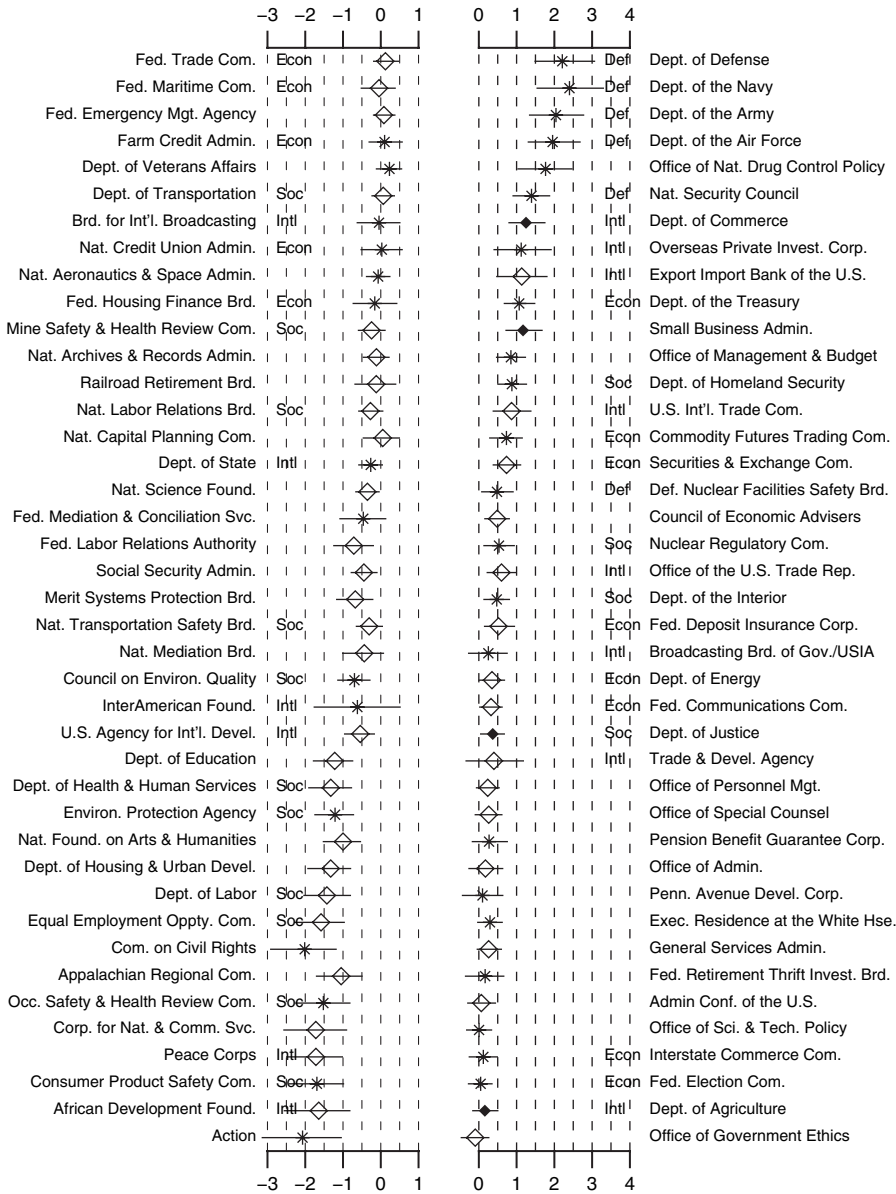 −3 −2 −1 0 1 0 1 2 3 4
Fed. Trade Com. Econ Def Dept. of Defense
Fed. Maritime Com. Econ Def Dept. of the Navy
Fed. Emergency Mgt. Agency Def Dept. of the Army
Farm Credit Admin. Econ Def Dept. of the Air Force
Dept. of Veterans Affairs Office of Nat. Drug Control Policy
Dept. of Transportation Soc Def Nat. Security Council
Brd. for Int'l. Broadcasting Intl Intl Dept. of Commerce
Nat. Credit Union Admin. Econ Intl Overseas Private Invest. Corp.
Nat. Aeronautics & Space Admin. Intl Export Import Bank of the U.S.
Fed. Housing Finance Brd. Econ Econ Dept. of the Treasury
Mine Safety & Health Review Com. Soc Small Business Admin.
Nat. Archives & Records Admin. Office of Management & Budget
Railroad Retirement Brd. Soc Dept. of Homeland Security
Nat. Labor Relations Brd. Soc Intl U.S. Int'l. Trade Com.
Nat. Capital Planning Com. Econ Commodity Futures Trading Com.
Dept. of State Intl Econ Securities & Exchange Com.
Nat. Science Found. Def Def. Nuclear Facilities Safety Brd.
Fed. Mediation & Conciliation Svc. Council of Economic Advisers
Fed. Labor Relations Authority Soc Nuclear Regulatory Com.
Social Security Admin. Intl Office of the U.S. Trade Rep.
Merit Systems Protection Brd. Soc Dept. of the Interior
Nat. Transportation Safety Brd. Soc Econ Fed. Deposit Insurance Corp.
Nat. Mediation Brd. Intl Broadcasting Brd. of Gov./USIA
Council on Environ. Quality Soc Econ Dept. of Energy
InterAmerican Found. Intl Econ Fed. Communications Com.
U.S. Agency for Int'l. Devel. Intl Soc Dept. of Justice
Dept. of Education Intl Trade & Devel. Agency
Dept. of Health & Human Services Soc Office of Personnel Mgt.
Environ. Protection Agency Soc Office of Special Counsel
Nat. Found. on Arts & Humanities Pension Benefit Guarantee Corp.
Dept. of Housing & Urban Devel. Office of Admin.
Dept. of Labor Soc Penn. Avenue Devel. Corp.
Equal Employment Oppty. Com. Soc Exec. Residence at the White Hse.
Com. on Civil Rights General Services Admin.
Appalachian Regional Com. Fed. Retirement Thrift Invest. Brd.
Occ. Safety & Health Review Com. Soc Admin Conf. of the U.S.
Corp. for Nat. & Comm. Svc. Office of Sci. & Tech. Policy
Peace Corps Intl Econ Interstate Commerce Com.
Consumer Product Safety Com. Soc Econ Fed. Election Com.
African Development Found. Intl Intl Dept. of Agriculture
Action Office of Government Ethics
−3 −2 −1 0 1 0 1 2 3 4